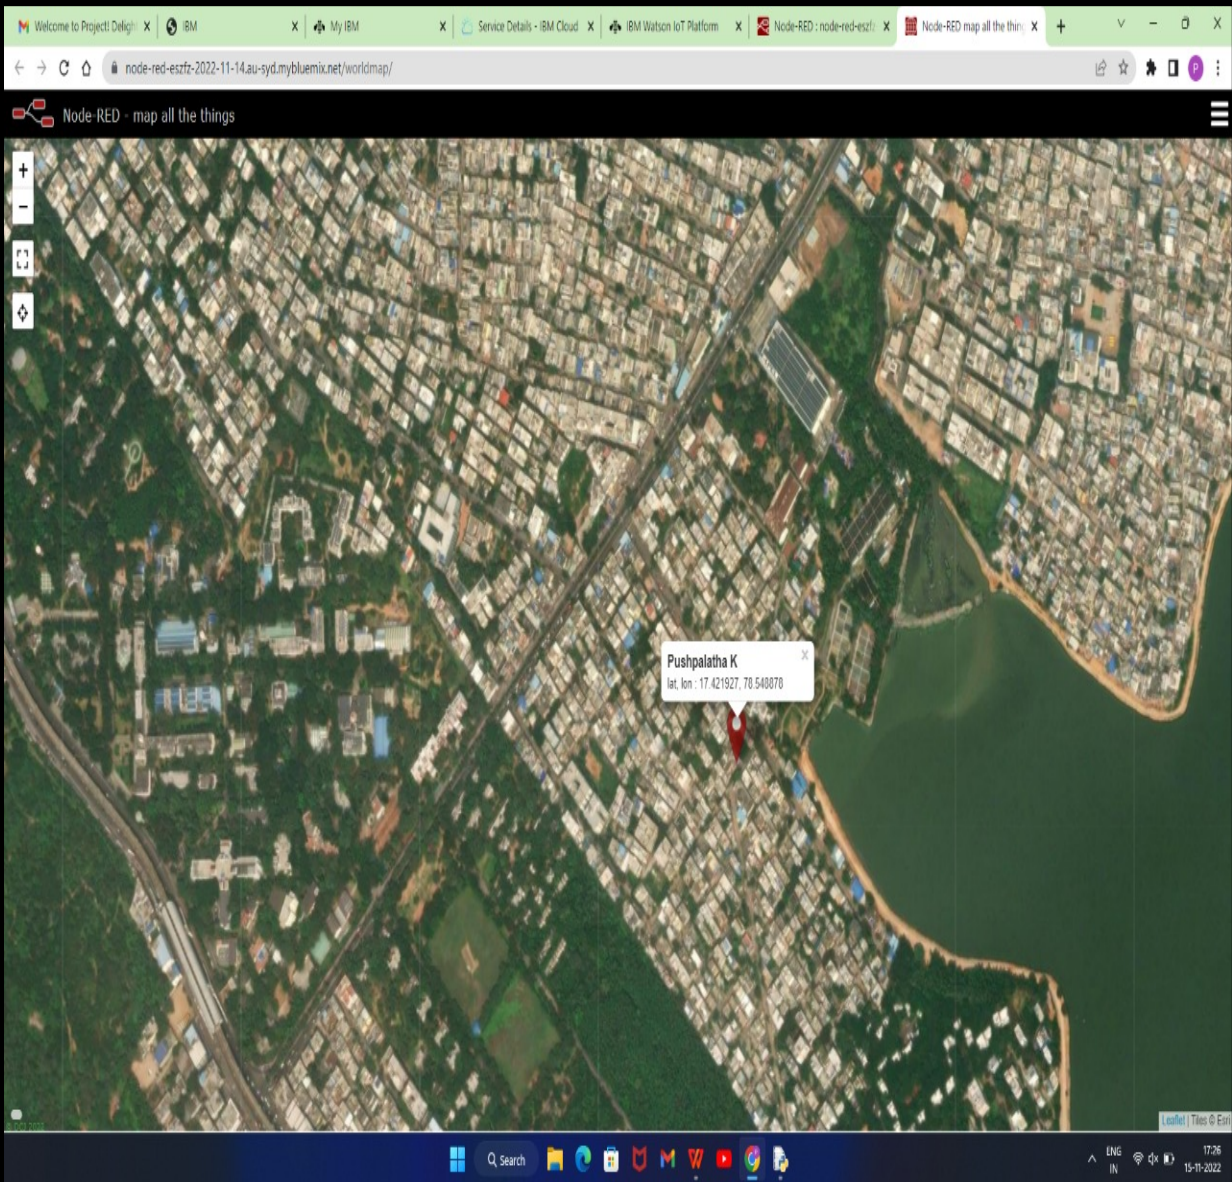 Welcome to Project! Deligh
IBM
My IBM
Service Details - IBM Cloud
IBM Watson IoT Platform
Node-RED : node-red-eszf
Node-RED map all the thin
node-red-eszfz-2022-11-14.au-syd.mybluemix.net/worldmap/
P
Node-RED - map all the things
+
−
Pushpalatha K
lat, lon : 17.421927, 78.548878
Leaflet | Tiles © Esri
Search
ENG
IN
17:26
15-11-2022